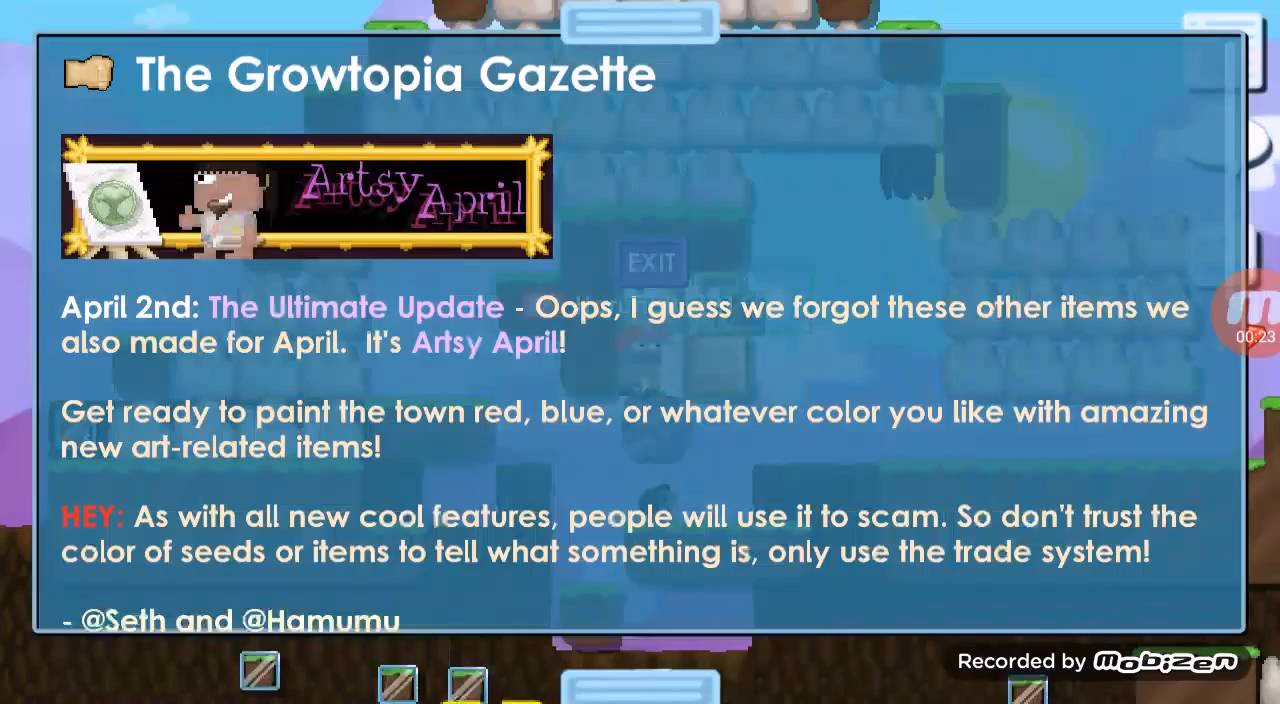 The Growtopia Gazette
Artsy April
April 2nd: The Ultimate Update - Oops, I guess we forgot these other items we
also made for April.  It's Artsy April!
EXIT
Get ready to paint the town red, blue, or whatever color you like with amazing
new art-related items!
HEY: As with all new cool features, people will use it to scam. So don't trust the
color of seeds or items to tell what something is, only use the trade system!
- @Seth and @Hamumu
00:23
Recorded by Mobizen